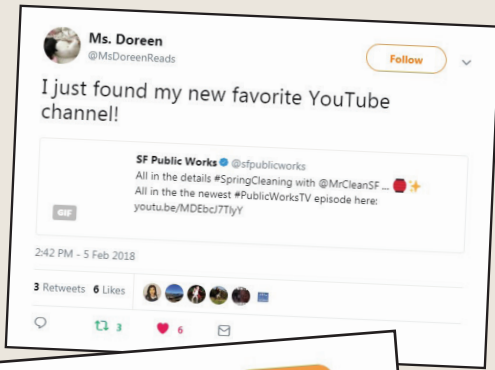 Ms. Doreen
@MsDoreenReads
Follow
I just found my new favorite YouTube
channel!
SF Public Works @sfpublicworks
All in the details #SpringCleaning with @MrCleanSF ...
All in the the newest #PublicWorksTV episode here:
youtu.be/MDEbcJ7TlyY
GIF
2:42 PM - 5 Feb 2018
3 Retweets 6 Likes
3 6